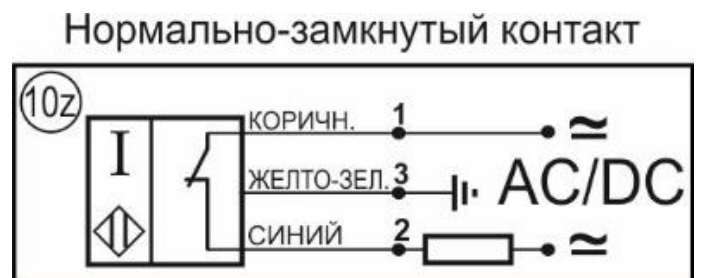 Нормально-замкнутый контакт
10z
I
КОРИЧН. 1 ≃
ЖЕЛТО-ЗЕЛ. 3 AC/DC
СИНИЙ 2 ≃